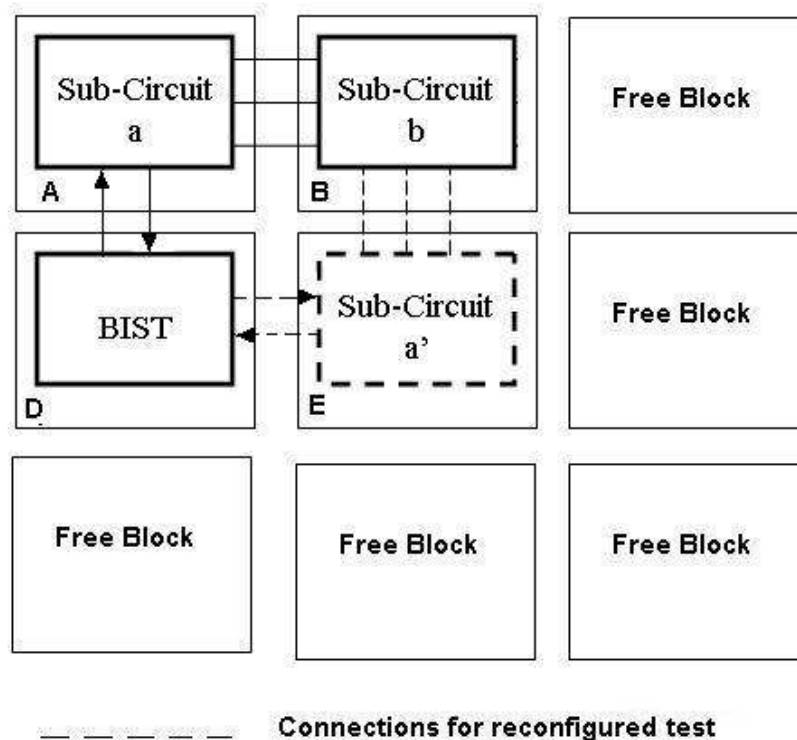 Sub-Circuit
a
A
Sub-Circuit
b
B
Free Block
BIST
D
Sub-Circuit
a’
E
Free Block
Free Block
Free Block
Free Block
Connections for reconfigured test